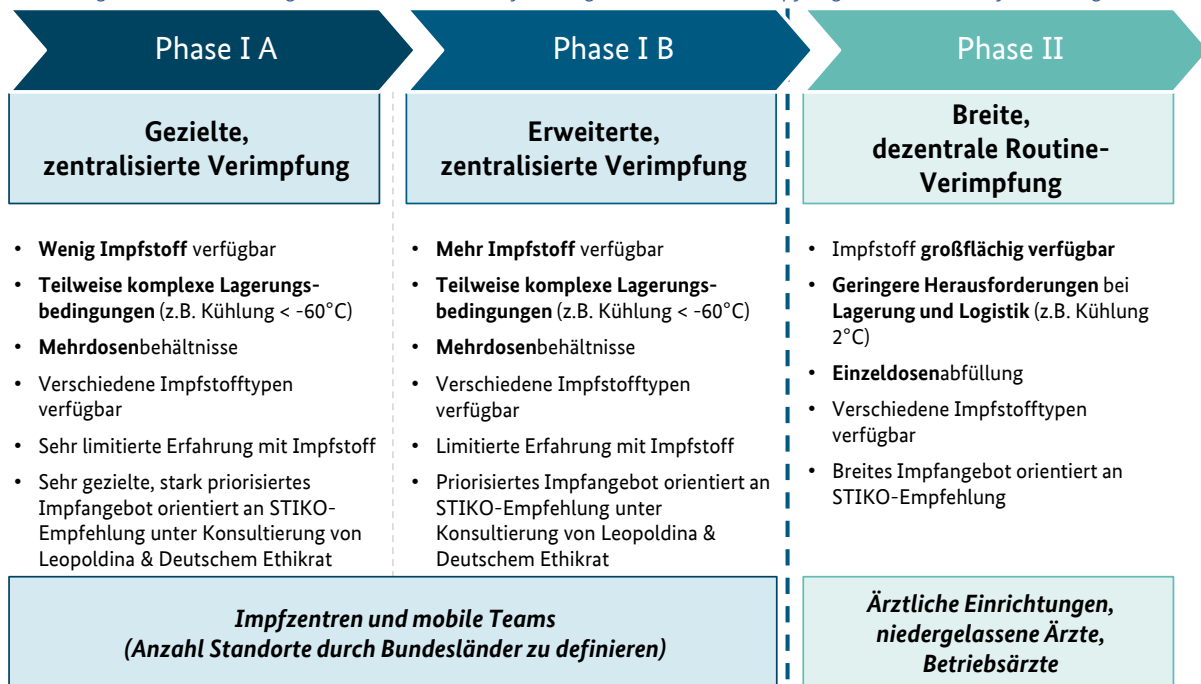 Phase I A
Phase I B
Phase II
Gezielte,
zentralisierte Verimpfung
Erweiterte,
zentralisierte Verimpfung
Breite,
dezentrale Routine-
Verimpfung
• Wenig Impfstoff verfügbar
• Teilweise komplexe Lagerungs-
bedingungen (z.B. Kühlung < -60°C)
• Mehrdosenbehältnisse
• Verschiedene Impfstofftypen
verfügbar
• Sehr limitierte Erfahrung mit Impfstoff
• Sehr gezielte, stark priorisiertes
Impfangebot orientiert an STIKO-
Empfehlung unter Konsultierung von
Leopoldina & Deutschem Ethikrat
• Mehr Impfstoff verfügbar
• Teilweise komplexe Lagerungs-
bedingungen (z.B. Kühlung < -60°C)
• Mehrdosenbehältnisse
• Verschiedene Impfstofftypen
verfügbar
• Limitierte Erfahrung mit Impfstoff
• Priorisiertes Impfangebot orientiert an
STIKO-Empfehlung unter
Konsultierung von Leopoldina &
Deutschem Ethikrat
• Impfstoff großflächig verfügbar
• Geringere Herausforderungen bei
Lagerung und Logistik (z.B. Kühlung
2°C)
• Einzeldosenabfüllung
• Verschiedene Impfstofftypen
verfügbar
• Breites Impfangebot orientiert an
STIKO-Empfehlung
Impfzentren und mobile Teams
(Anzahl Standorte durch Bundesländer zu definieren)
Ärztliche Einrichtungen,
niedergelassene Ärzte,
Betriebsärzte